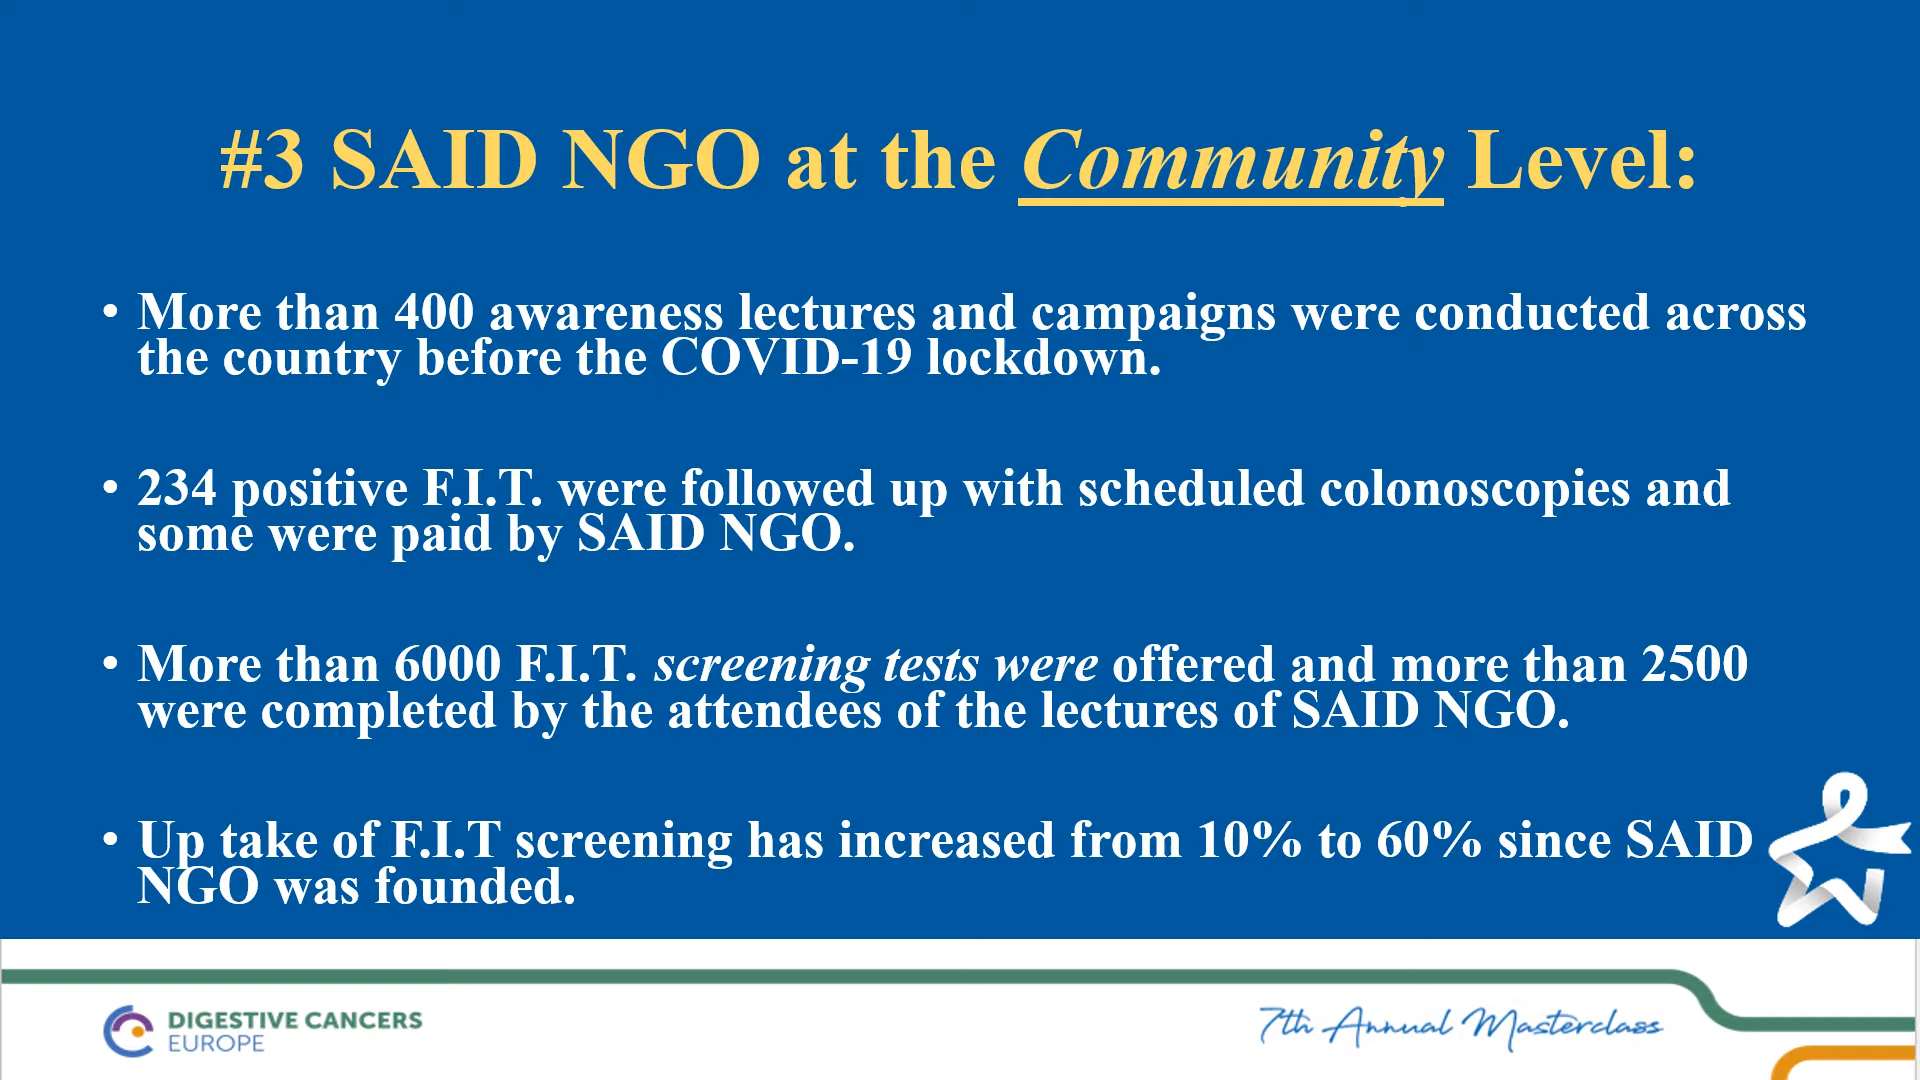 #3 SAID NGO at the Community Level:
• More than 400 awareness lectures and campaigns were conducted across
the country before the COVID-19 lockdown.
• 234 positive F.I.T. were followed up with scheduled colonoscopies and
some were paid by SAID NGO.
• More than 6000 F.I.T. screening tests were offered and more than 2500
were completed by the attendees of the lectures of SAID NGO.
• Up take of F.I.T screening has increased from 10% to 60% since SAID
NGO was founded.
DIGESTIVE CANCERS
EUROPE
7th Annual Masterclass